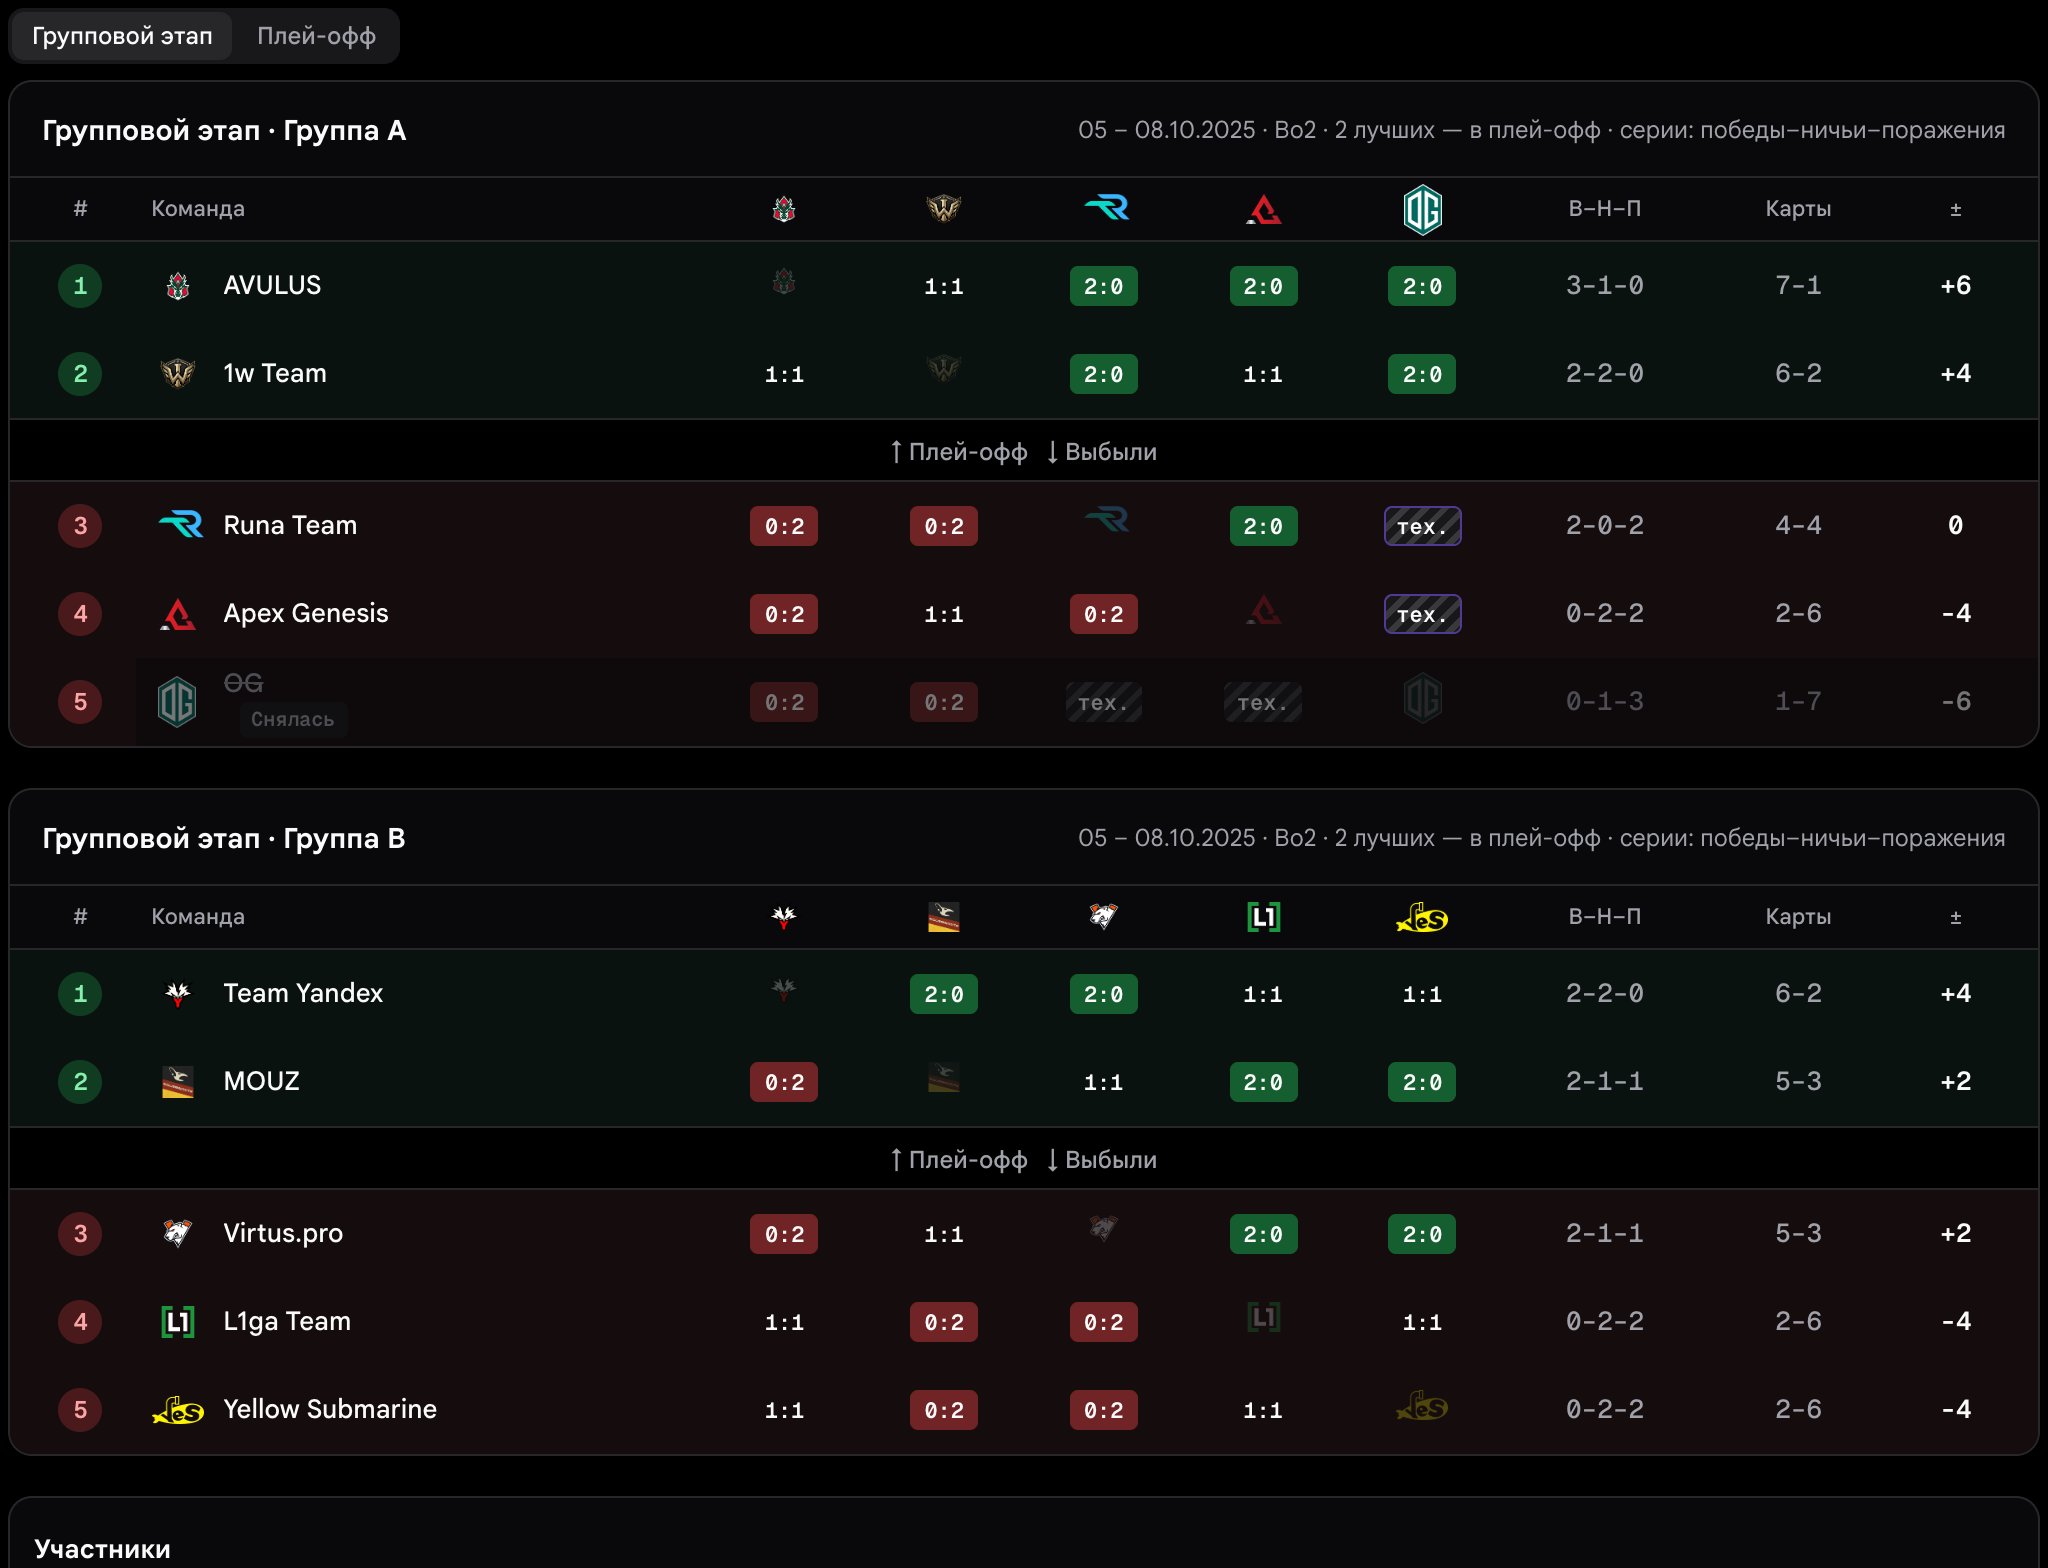 Групповой этап Плей-офф
Групповой этап · Группа A 05 – 08.10.2025 · Bo2 · 2 лучших — в плей-офф · серии: победы–ничьи–поражения
# Команда OG В–Н–П Карты ±
1 AVULUS 1:1 2:0 2:0 2:0 3-1-0 7-1 +6
2 1w Team 1:1 2:0 1:1 2:0 2-2-0 6-2 +4
↑ Плей-офф ↓ Выбыли
3 Runa Team 0:2 0:2 2:0 тех. 2-0-2 4-4 0
4 Apex Genesis 0:2 1:1 0:2 тех. 0-2-2 2-6 -4
5 OG OG 0:2 0:2 тех. тех. OG 0-1-3 1-7 -6
Снялась
Групповой этап · Группа B 05 – 08.10.2025 · Bo2 · 2 лучших — в плей-офф · серии: победы–ничьи–поражения
# Команда L1 В–Н–П Карты ±
1 Team Yandex 2:0 2:0 1:1 1:1 2-2-0 6-2 +4
2 MOUZ 0:2 1:1 2:0 2:0 2-1-1 5-3 +2
↑ Плей-офф ↓ Выбыли
3 Virtus.pro 0:2 1:1 2:0 2:0 2-1-1 5-3 +2
4 L1 L1ga Team 1:1 0:2 0:2 L1 1:1 0-2-2 2-6 -4
5 Yellow Submarine 1:1 0:2 0:2 1:1 0-2-2 2-6 -4
Участники